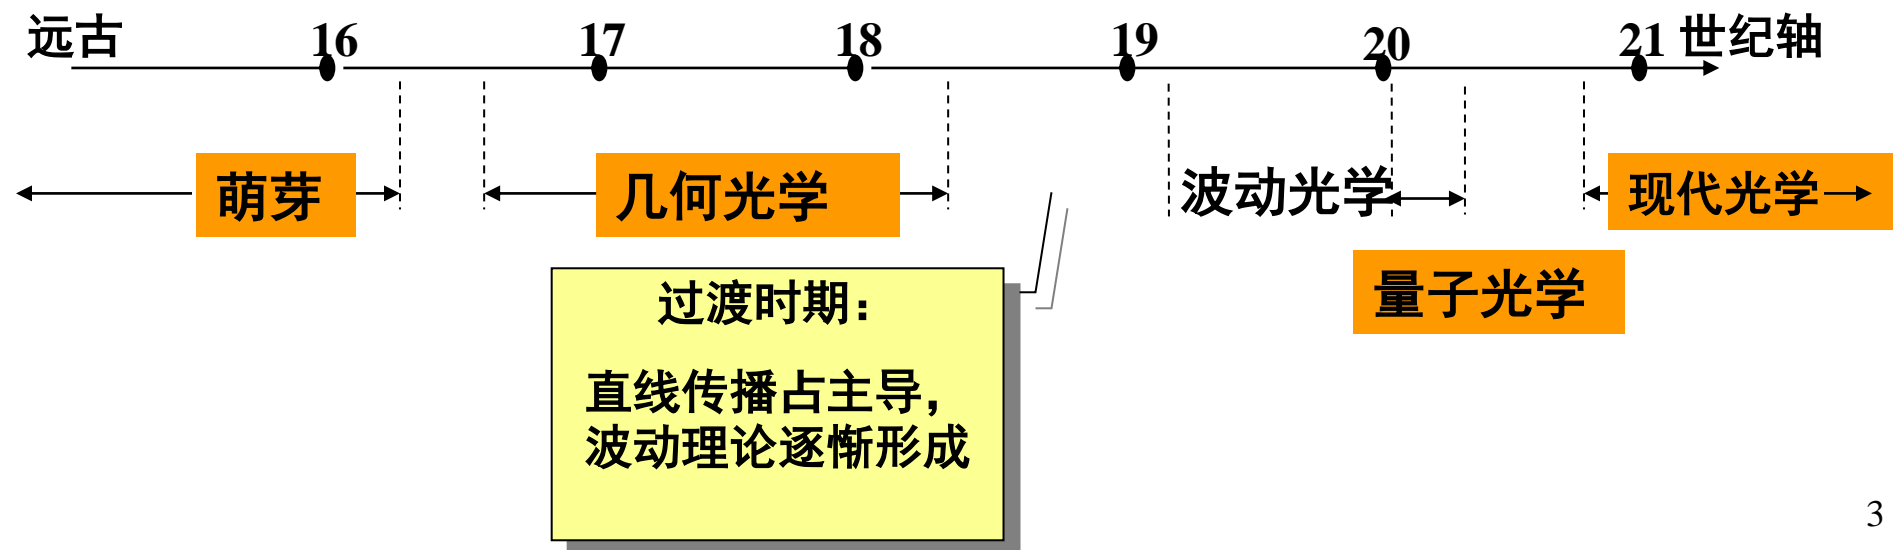 远古 16 17 18 19 20 21 世纪轴
萌芽 几何光学 波动光学 现代光学
量子光学
过渡时期：
直线传播占主导，
波动理论逐惭形成
3